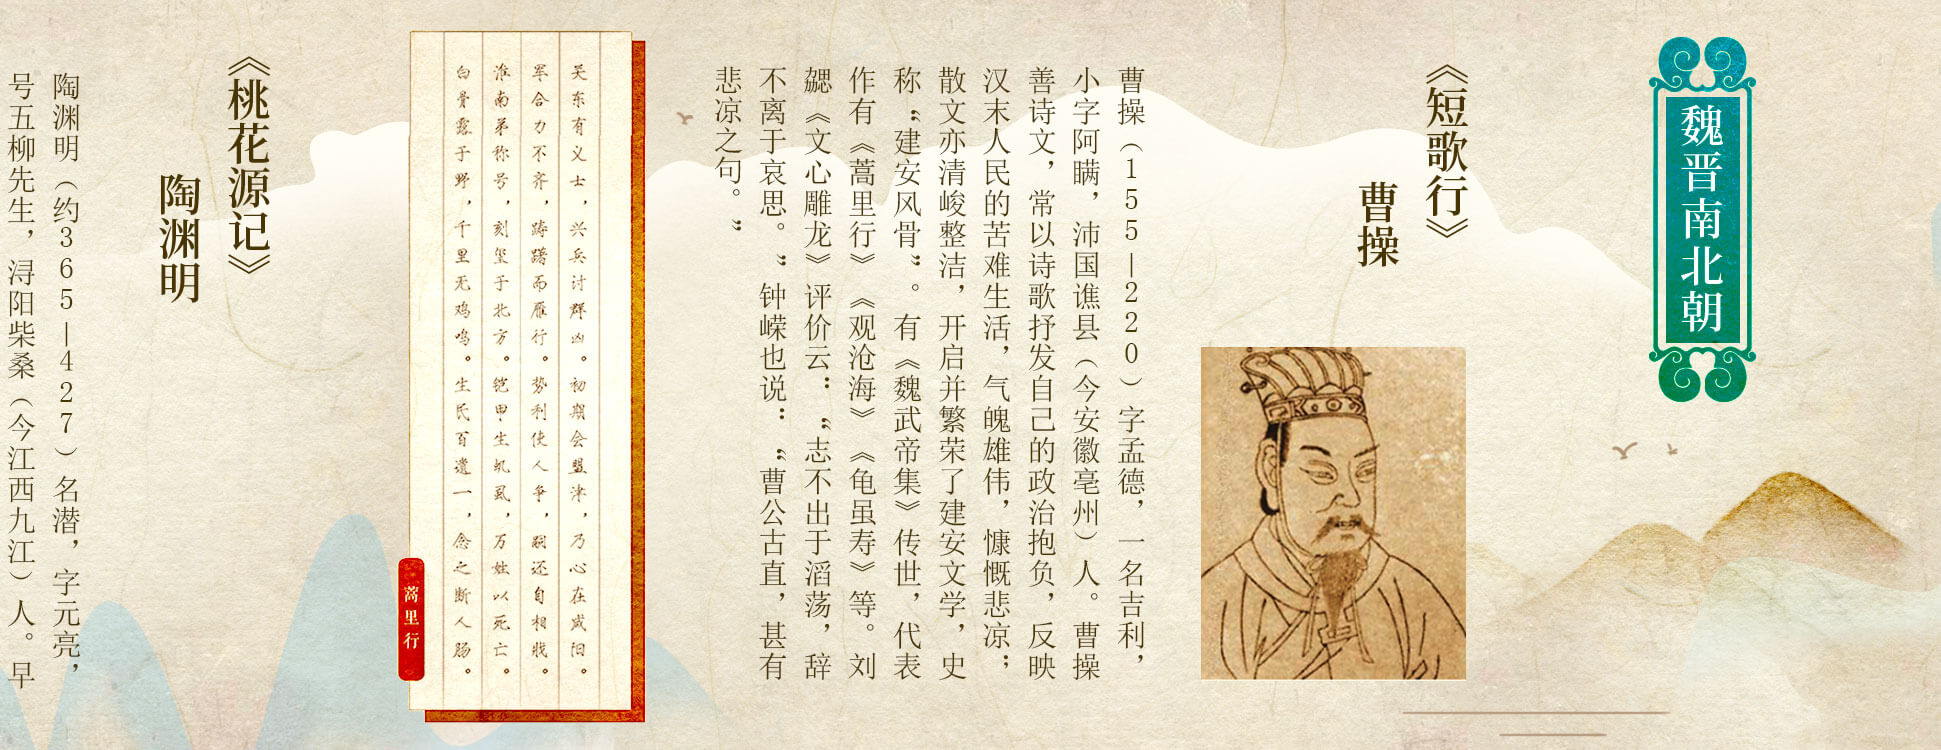 魏晋南北朝
《短歌行》
曹操
曹操（155—220）字孟德，一名吉利，
小字阿瞒，沛国谯县（今安徽亳州）人。曹操
善诗文，常以诗歌抒发自己的政治抱负，反映
汉末人民的苦难生活，气魄雄伟，慷慨悲凉；
散文亦清峻整洁，开启并繁荣了建安文学，史
称“建安风骨”。有《魏武帝集》传世，代表
作有《蒿里行》《观沧海》《龟虽寿》等。刘
勰《文心雕龙》评价云：“志不出于滔荡，辞
不离于哀思。”钟嵘也说：“曹公古直，甚有
悲凉之句。”
关东有义士，兴兵讨群凶。初期会盟津，乃心在咸阳。
军合力不齐，踌躇而雁行。势利使人争，嗣还自相戕。
淮南弟称号，刻玺于北方。铠甲生虮虱，万姓以死亡。
白骨露于野，千里无鸡鸣。生民百遗一，念之断人肠。
蒿里行
《桃花源记》
陶渊明
陶渊明（约365—427）名潜，字元亮，
号五柳先生，浔阳柴桑（今江西九江）人。早